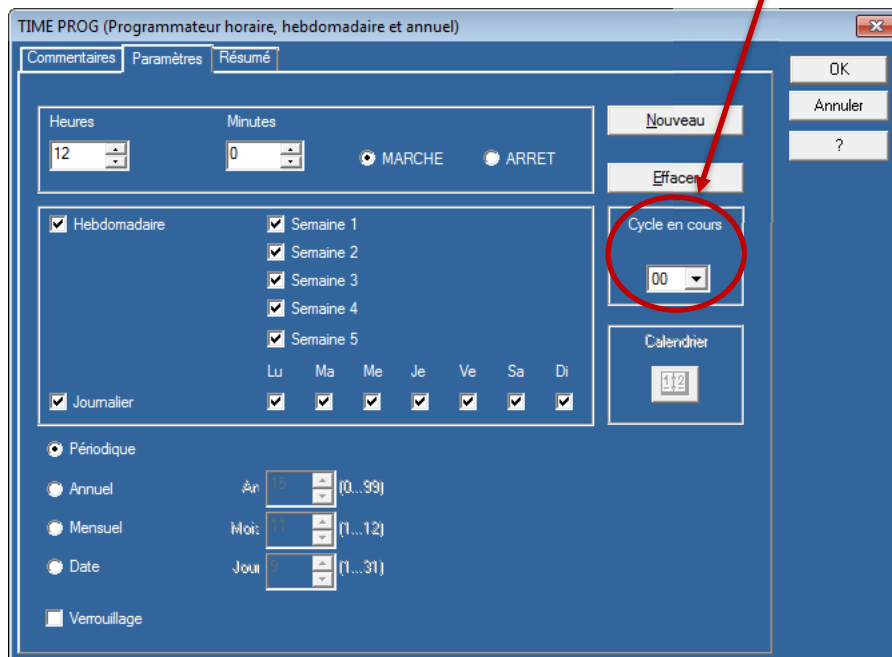 TIME PROG (Programmateur horaire, hebdomadaire et annuel)
Commentaires Paramètres Résumé
OK
Annuler
?
Heures Minutes
12 0 MARCHE ARRET
Nouveau
Effacer
Hebdomadaire Semaine 1
Semaine 2
Semaine 3
Semaine 4
Semaine 5
Lu Ma Me Je Ve Sa Di
Journalier
Cycle en cours
00
Calendrier
Périodique
Annuel An 15 (0...99)
Mensuel Mois 11 (1...12)
Date Jour 9 (1...31)
Verrouillage